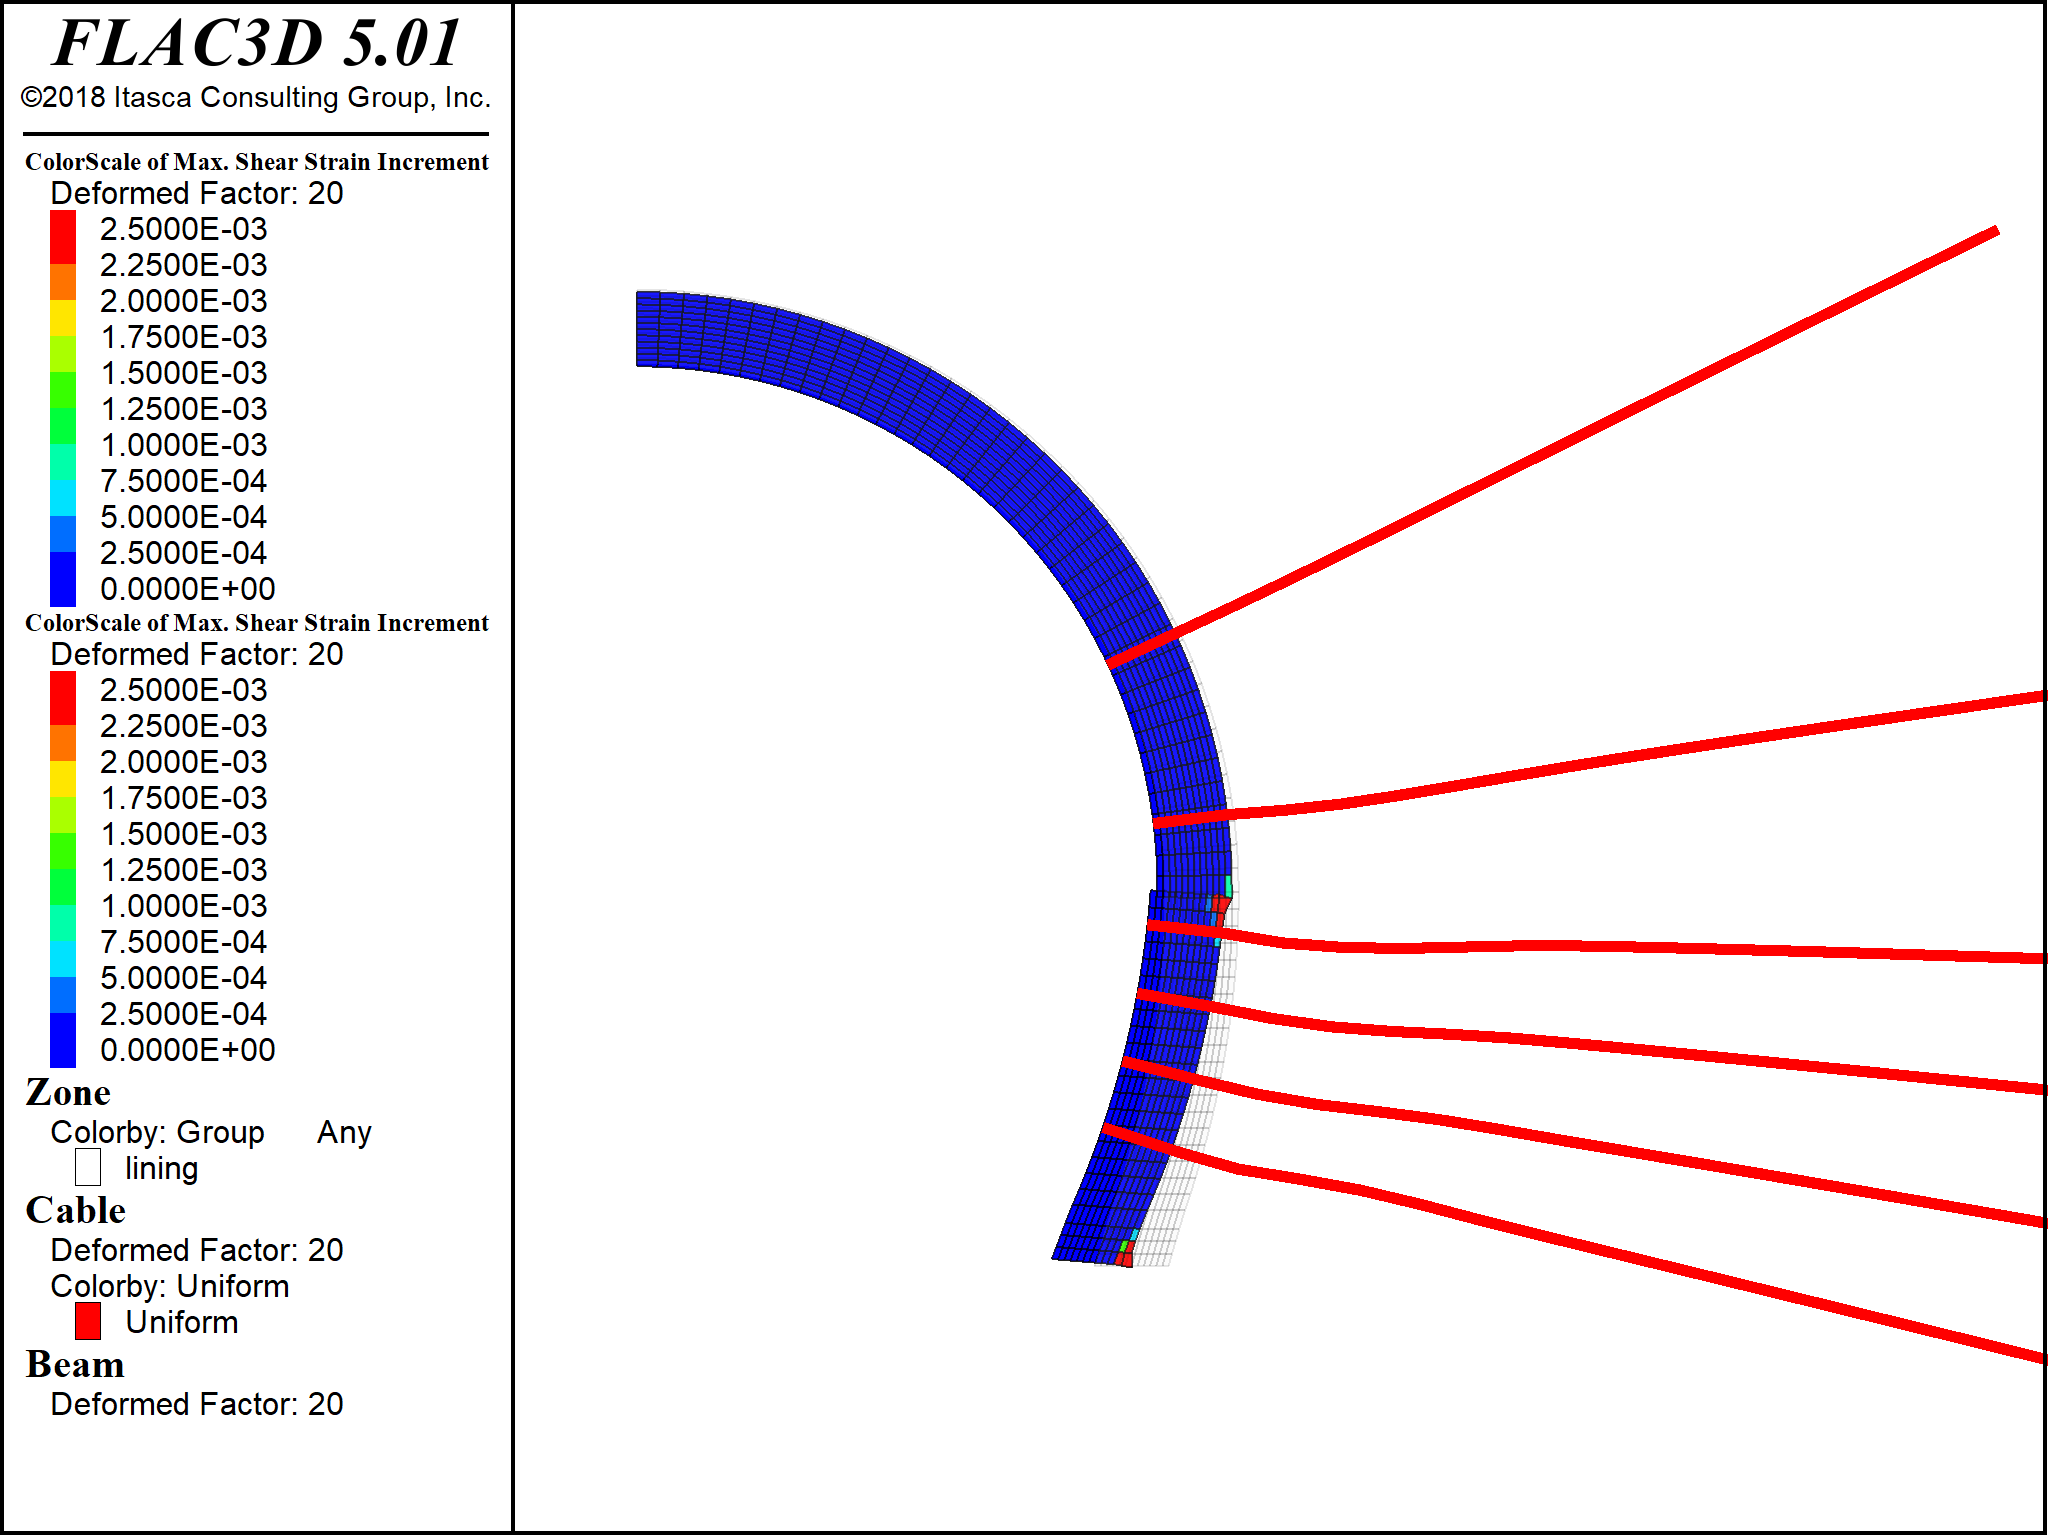 FLAC3D 5.01
©2018 Itasca Consulting Group, Inc.
ColorScale of Max. Shear Strain Increment
Deformed Factor: 20
2.5000E-03
2.2500E-03
2.0000E-03
1.7500E-03
1.5000E-03
1.2500E-03
1.0000E-03
7.5000E-04
5.0000E-04
2.5000E-04
0.0000E+00
ColorScale of Max. Shear Strain Increment
Deformed Factor: 20
2.5000E-03
2.2500E-03
2.0000E-03
1.7500E-03
1.5000E-03
1.2500E-03
1.0000E-03
7.5000E-04
5.0000E-04
2.5000E-04
0.0000E+00
Zone
Colorby: Group Any
lining
Cable
Deformed Factor: 20
Colorby: Uniform
Uniform
Beam
Deformed Factor: 20